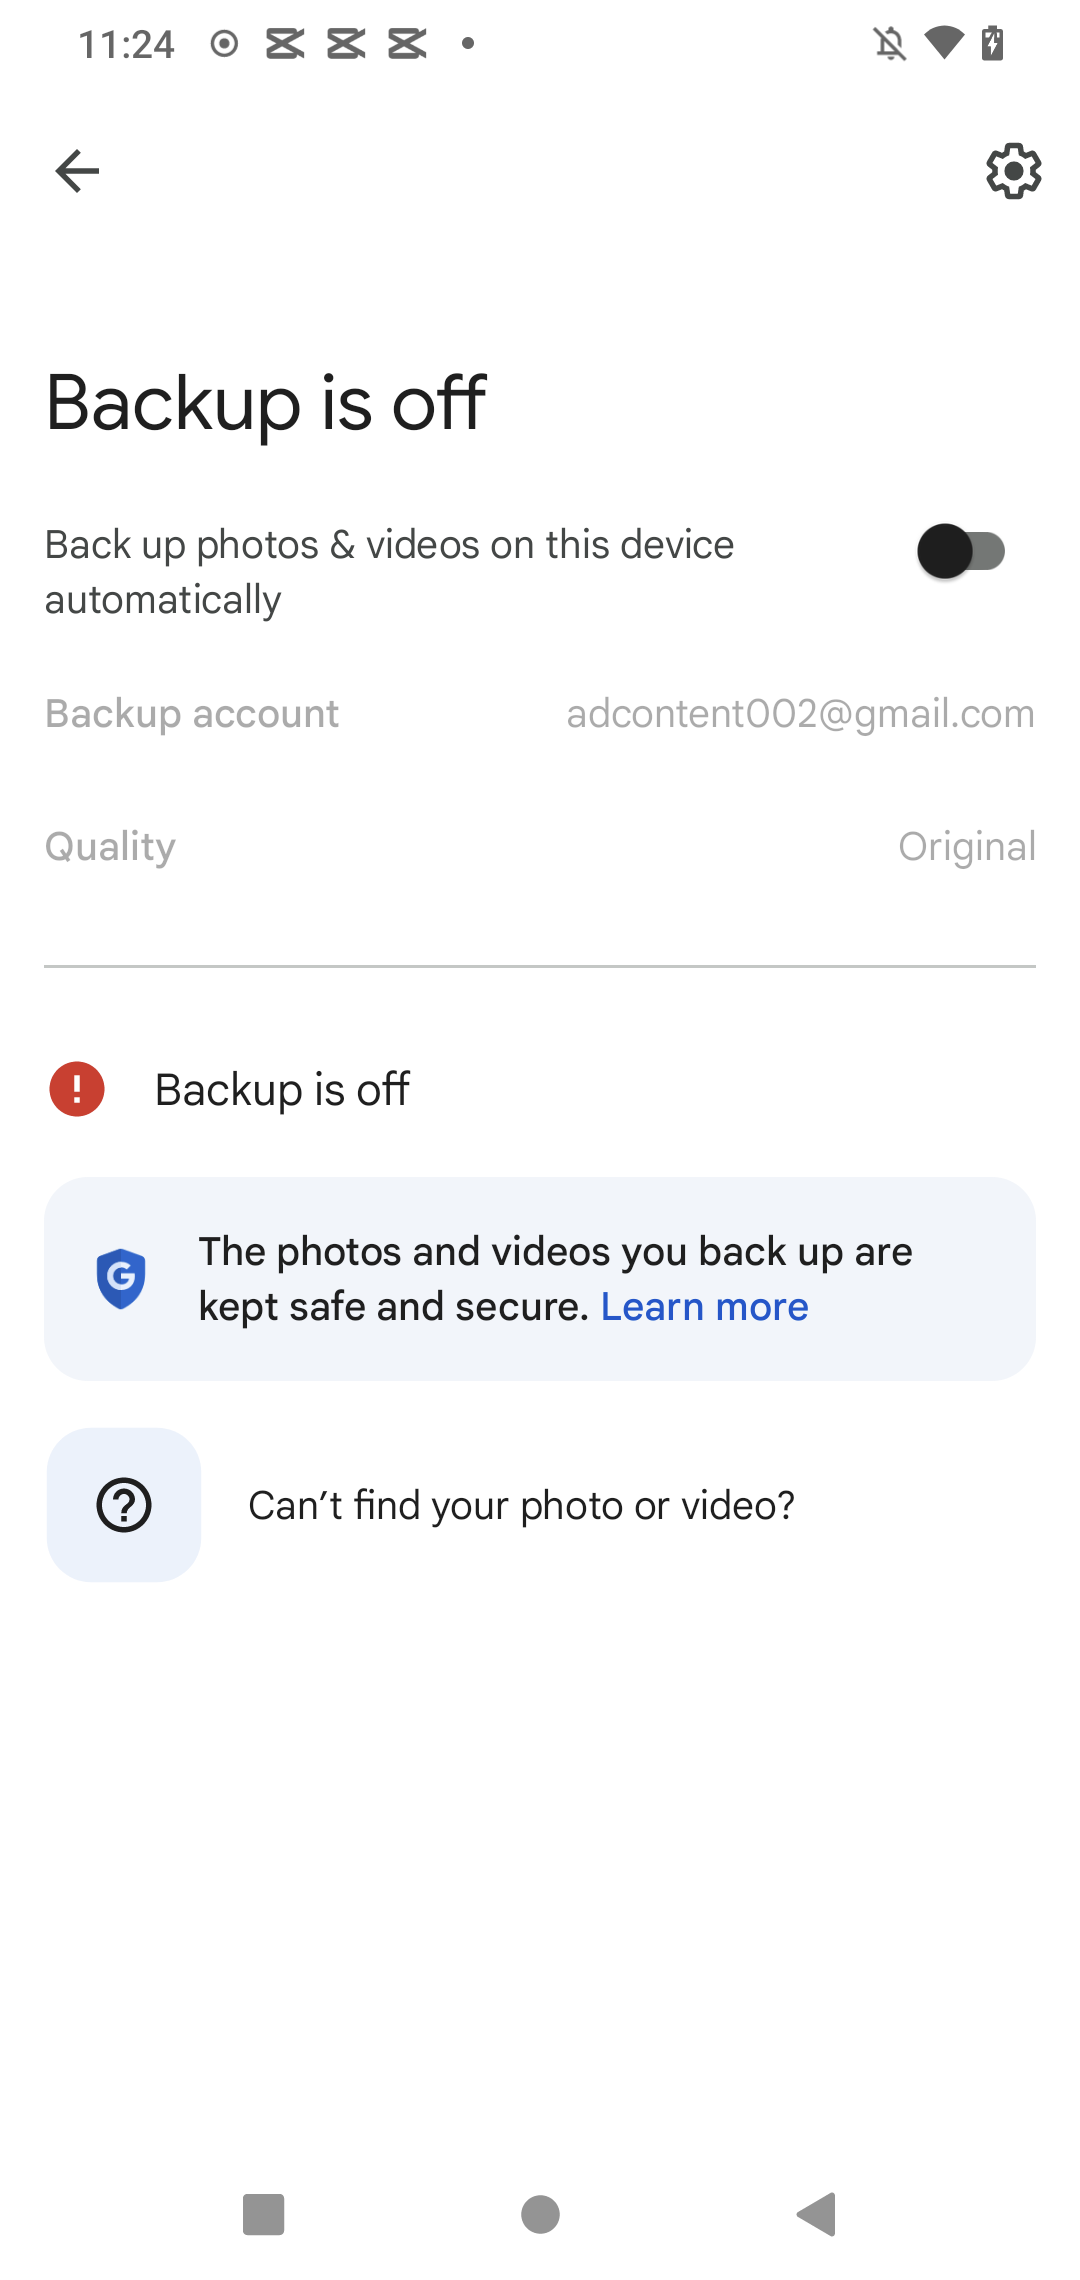 11:24
Backup is off
Back up photos & videos on this device
automatically
Backup account adcontent002@gmail.com
Quality Original
Backup is off
The photos and videos you back up are
kept safe and secure. Learn more
Can’t find your photo or video?